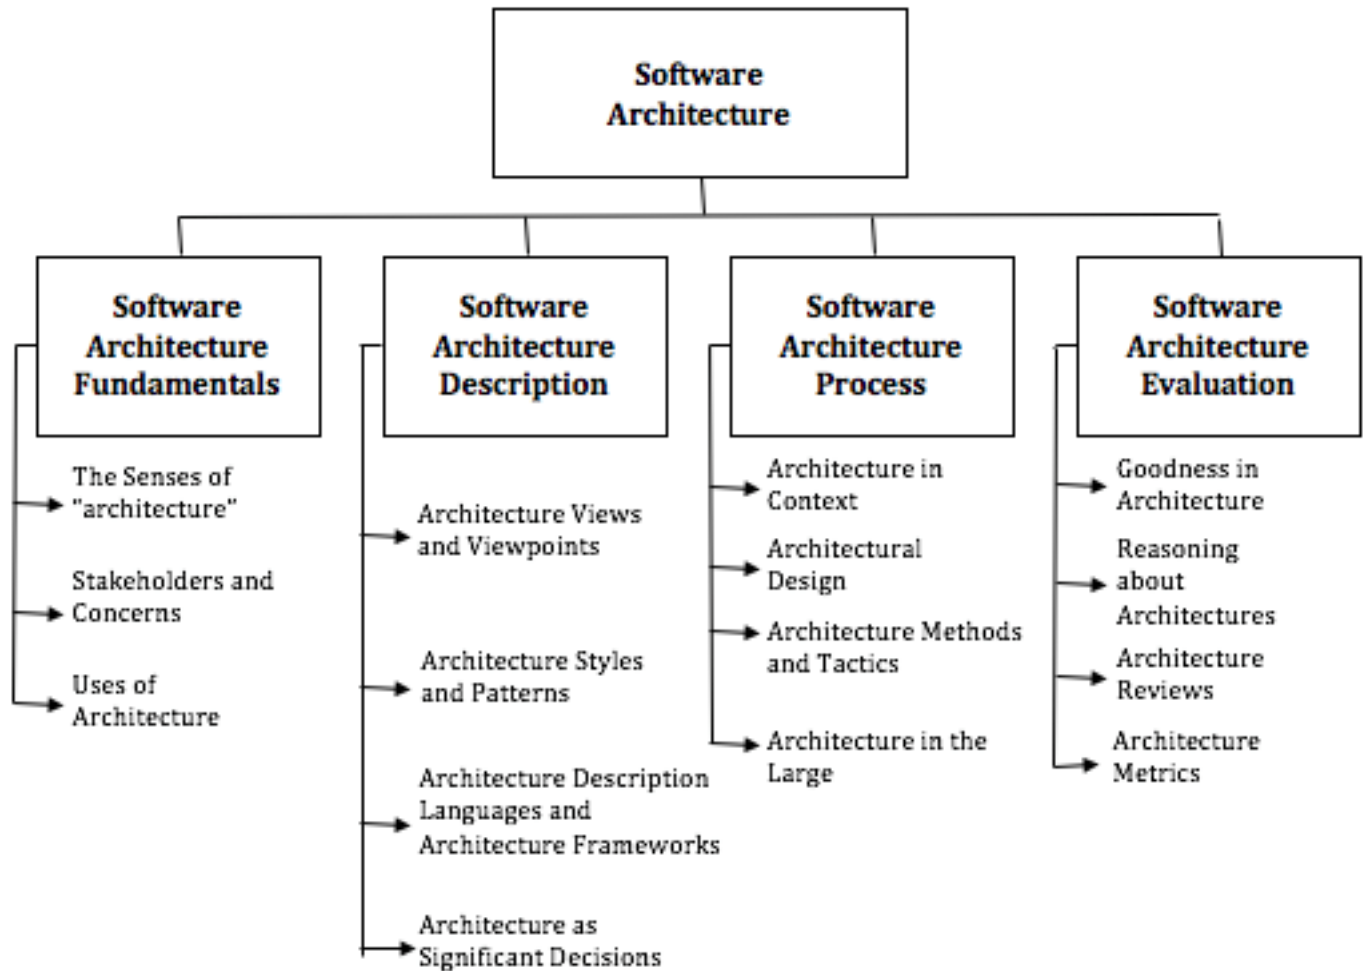 Software
Architecture
Software
Architecture
Fundamentals
The Senses of
"architecture"
Stakeholders and
Concerns
Uses of
Architecture
Software
Architecture
Description
Architecture Views
and Viewpoints
Architecture Styles
and Patterns
Architecture Description
Languages and
Architecture Frameworks
Architecture as
Significant Decisions
Software
Architecture
Process
Architecture in
Context
Architectural
Design
Architecture Methods
and Tactics
Architecture in the
Large
Software
Architecture
Evaluation
Goodness in
Architecture
Reasoning
about
Architectures
Architecture
Reviews
Architecture
Metrics